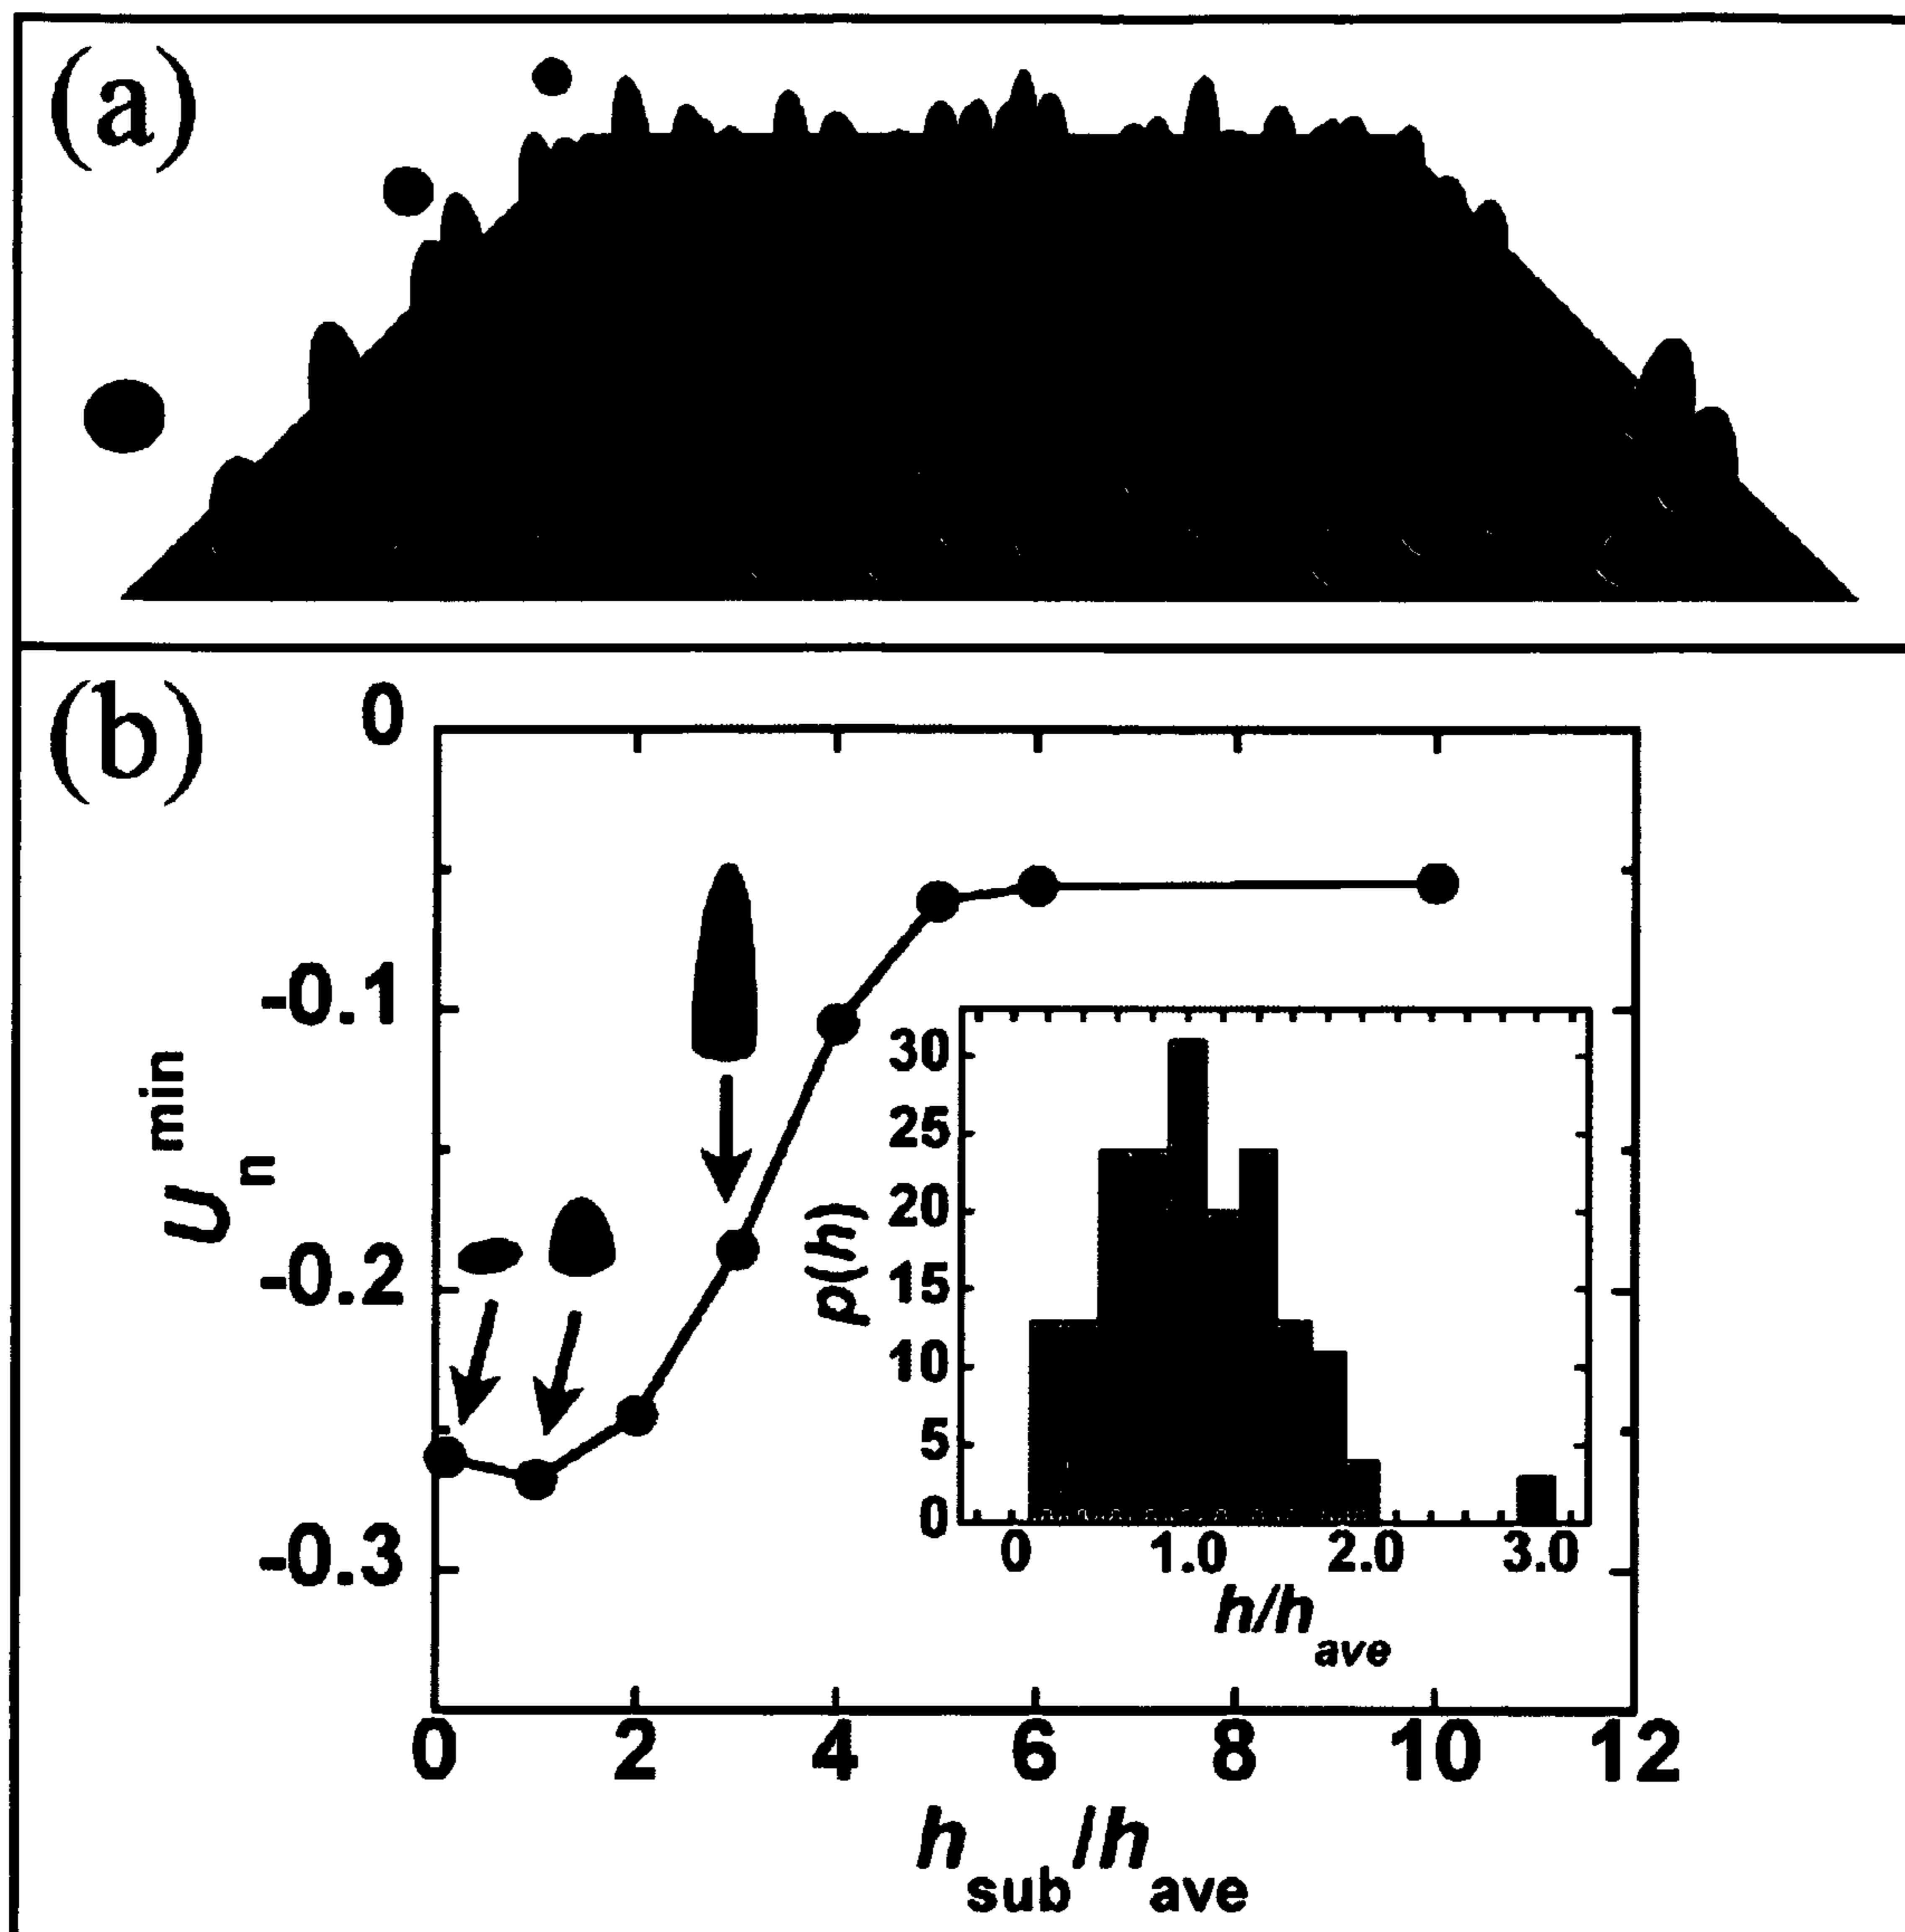 (a)
(b)
0
-0.1
-0.2
-0.3
U n min
30
25
20
15
10
5
0
p(h)
0 1.0 2.0 3.0
h/h ave
0 2 4 6 8 10 12
h sub /h ave